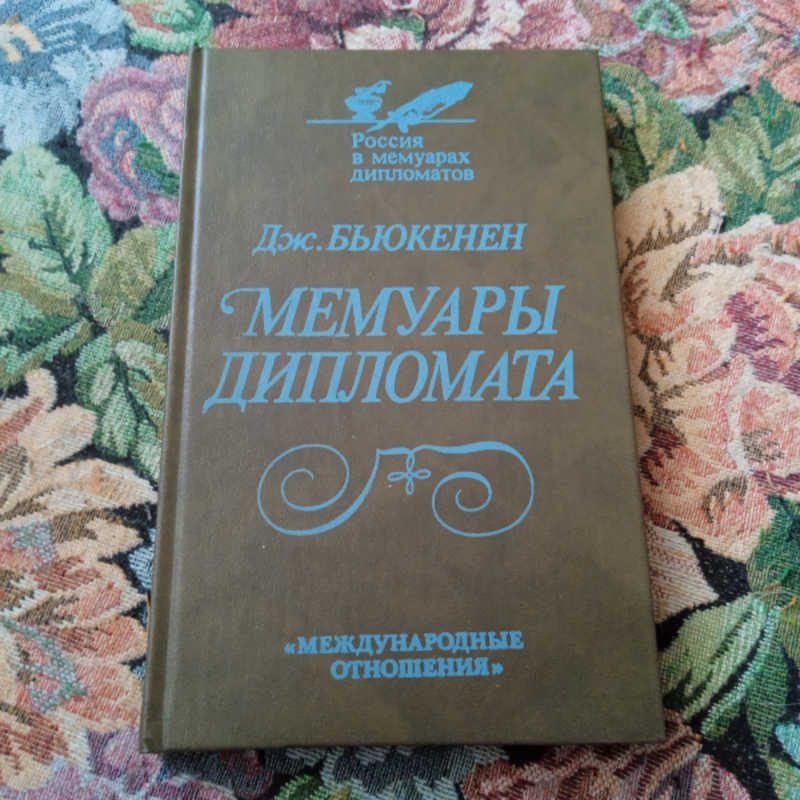 Россия
в мемуарах
дипломатов
Дж. БЬЮКЕНЕН
МЕМУАРЫ
ДИПЛОМАТА
«МЕЖДУНАРОДНЫЕ
ОТНОШЕНИЯ»